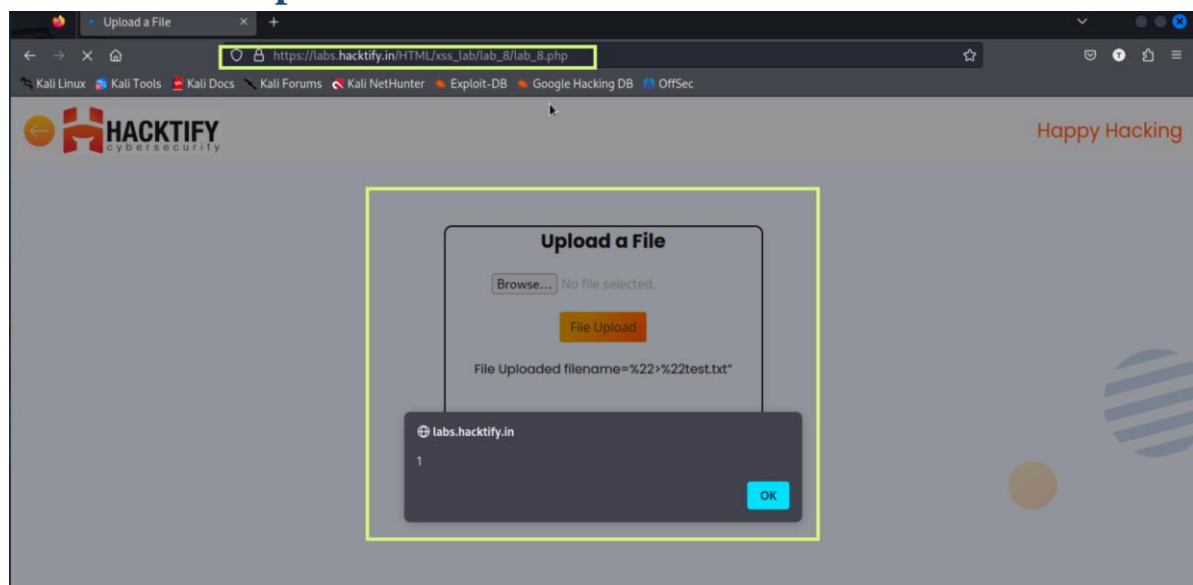 Upload a File
https://labs.hacktify.in/HTML/xss_lab/lab_8/lab_8.php
Kali Linux Kali Tools Kali Docs Kali Forums Kali NetHunter Exploit-DB Google Hacking DB OffSec
HACKTIFY
cybersecurity
Happy Hacking
Upload a File
Browse... No file selected.
File Upload
File Uploaded filename=%22>%22test.txt"
labs.hacktify.in
1
OK